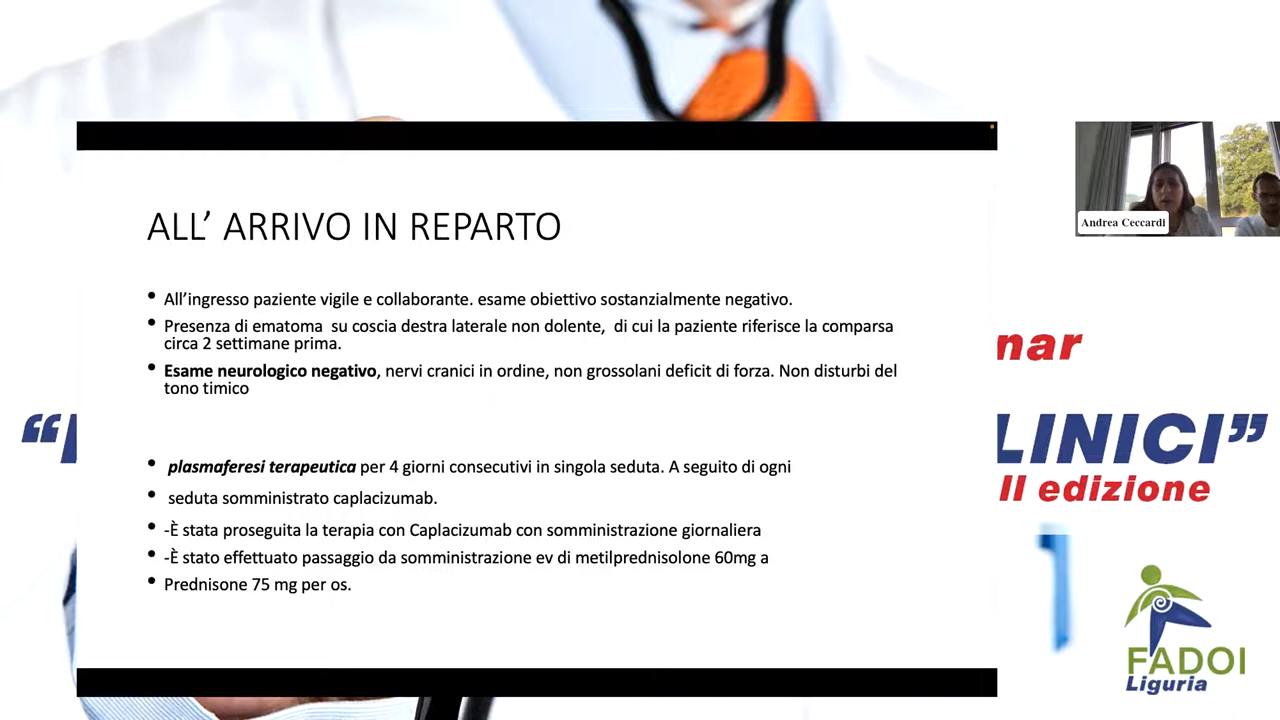 ALL’ ARRIVO IN REPARTO
• All’ingresso paziente vigile e collaborante. esame obiettivo sostanzialmente negativo.
• Presenza di ematoma su coscia destra laterale non dolente, di cui la paziente riferisce la comparsa
circa 2 settimane prima.
• Esame neurologico negativo, nervi cranici in ordine, non grossolani deficit di forza. Non disturbi del
tono timico
• plasmaferesi terapeutica per 4 giorni consecutivi in singola seduta. A seguito di ogni
• seduta somministrato caplacizumab.
• -È stata proseguita la terapia con Caplacizumab con somministrazione giornaliera
• -È stato effettuato passaggio da somministrazione ev di metilprednisolone 60mg a
• Prednisone 75 mg per os.
Andrea Ceccardi
nar
LINICI”
II edizione
FADOI
Liguria